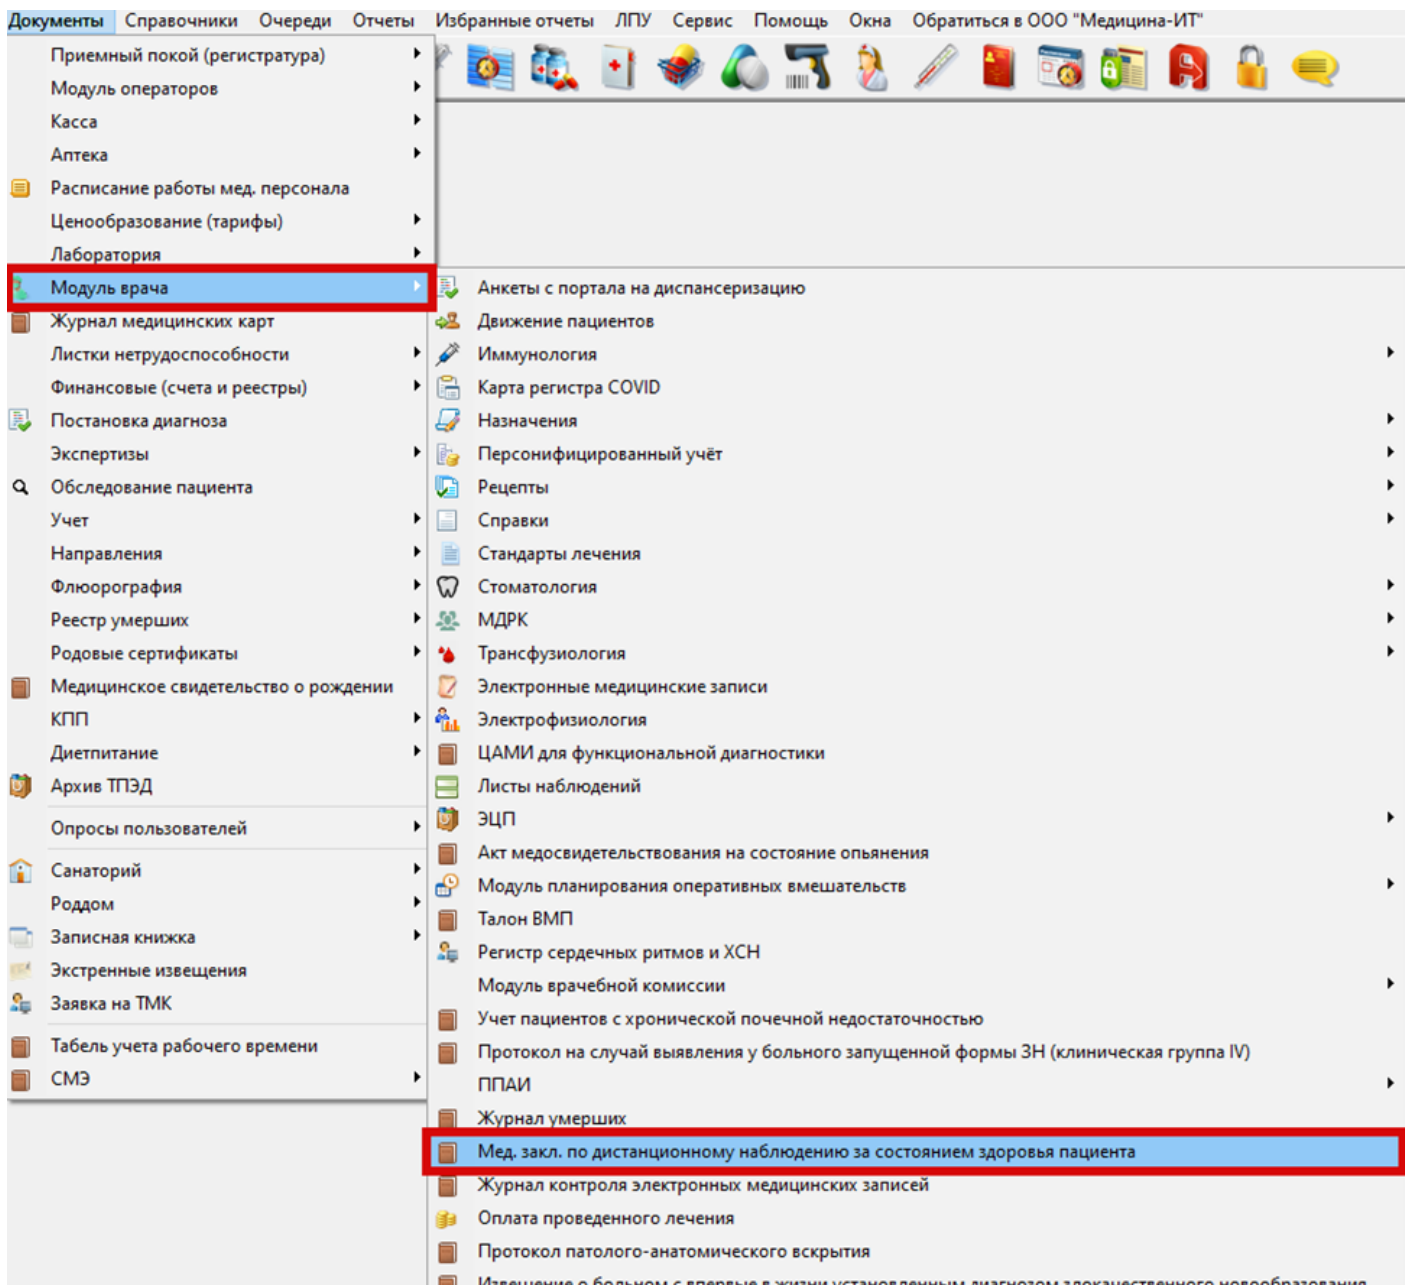 Документы Справочники Очереди Отчеты Избранные отчеты ЛПУ Сервис Помощь Окна Обратиться в ООО "Медицина-ИТ"
Приемный покой (регистратура)
Модуль операторов
Касса
Аптека
Расписание работы мед. персонала
Ценообразование (тарифы)
Лаборатория
Модуль врача
Журнал медицинских карт
Листки нетрудоспособности
Финансовые (счета и реестры)
Постановка диагноза
Экспертизы
Обследование пациента
Учет
Направления
Флюорография
Реестр умерших
Родовые сертификаты
Медицинское свидетельство о рождении
КПП
Диетпитание
Архив ТПЭД
Опросы пользователей
Санаторий
Роддом
Записная книжка
Экстренные извещения
Заявка на ТМК
Табель учета рабочего времени
СМЭ
Анкеты с портала на диспансеризацию
Движение пациентов
Иммунология
Карта регистра COVID
Назначения
Персонифицированный учёт
Рецепты
Справки
Стандарты лечения
Стоматология
МДРК
Трансфузиология
Электронные медицинские записи
Электрофизиология
ЦАМИ для функциональной диагностики
Листы наблюдений
ЭЦП
Акт медосвидетельствования на состояние опьянения
Модуль планирования оперативных вмешательств
Талон ВМП
Регистр сердечных ритмов и ХСН
Модуль врачебной комиссии
Учет пациентов с хронической почечной недостаточностью
Протокол на случай выявления у больного запущенной формы ЗН (клиническая группа IV)
ППАИ
Журнал умерших
Мед. закл. по дистанционному наблюдению за состоянием здоровья пациента
Журнал контроля электронных медицинских записей
Оплата проведенного лечения
Протокол патолого-анатомического вскрытия
Извещение о больном с впервые в жизни установленным диагнозом злокачественного новообразования